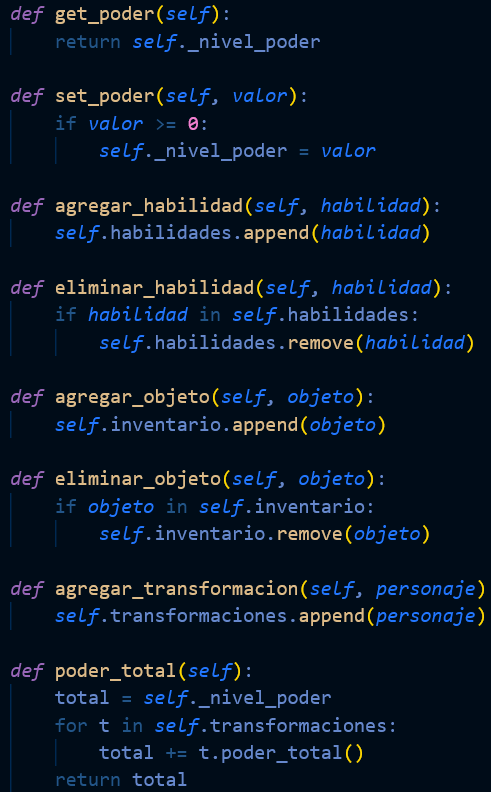 def get_poder(self):
    return self._nivel_poder

def set_poder(self, valor):
    if valor >= 0:
        self._nivel_poder = valor

def agregar_habilidad(self, habilidad):
    self.habilidades.append(habilidad)

def eliminar_habilidad(self, habilidad):
    if habilidad in self.habilidades:
        self.habilidades.remove(habilidad)

def agregar_objeto(self, objeto):
    self.inventario.append(objeto)

def eliminar_objeto(self, objeto):
    if objeto in self.inventario:
        self.inventario.remove(objeto)

def agregar_transformacion(self, personaje)
    self.transformaciones.append(personaje)

def poder_total(self):
    total = self._nivel_poder
    for t in self.transformaciones:
        total += t.poder_total()
    return total